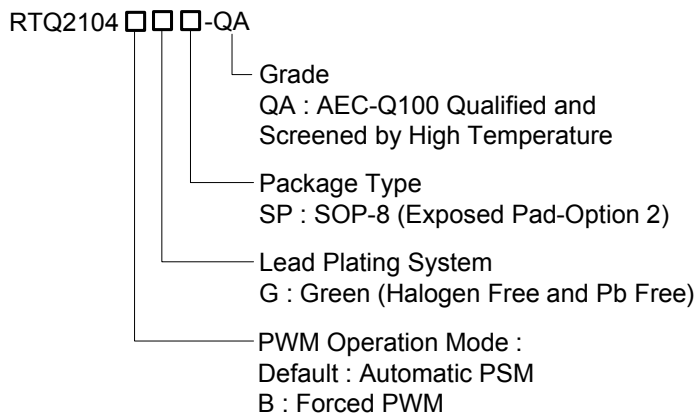 RTQ2104 □ □ □-QA
Grade
QA : AEC-Q100 Qualified and
Screened by High Temperature
Package Type
SP : SOP-8 (Exposed Pad-Option 2)
Lead Plating System
G : Green (Halogen Free and Pb Free)
PWM Operation Mode :
Default : Automatic PSM
B : Forced PWM